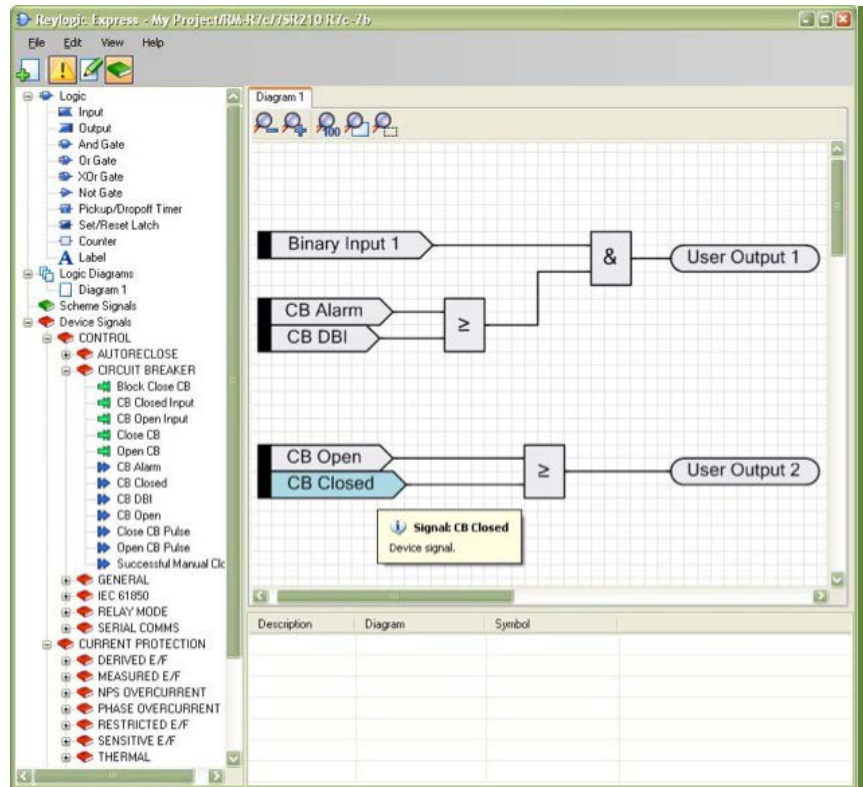 Reylogic Express - My Project/RM-R7c/7SR210 R7c-7b
File Edit View Help
Logic
Input
Output
And Gate
Or Gate
XOr Gate
Not Gate
Pickup/Dropoff Timer
Set/Reset Latch
Counter
A Label
Logic Diagrams
Diagram 1
Scheme Signals
Device Signals
CONTROL
AUTORECLOSE
CIRCUIT BREAKER
Block Close CB
CB Closed Input
CB Open Input
Close CB
Open CB
CB Alarm
CB Closed
CB DBI
CB Open
Close CB Pulse
Open CB Pulse
Successful Manual Clc
GENERAL
IEC 61850
RELAY MODE
SERIAL COMMS
CURRENT PROTECTION
DERIVED E/F
MEASURED E/F
NPS OVERCURRENT
PHASE OVERCURRENT
RESTRICTED E/F
SENSITIVE E/F
THERMAL
Diagram 1
100
Binary Input 1
&
User Output 1
CB Alarm
CB DBI
≥
CB Open
CB Closed
≥
User Output 2
Signal: CB Closed
Device signal.
Description Diagram Symbol